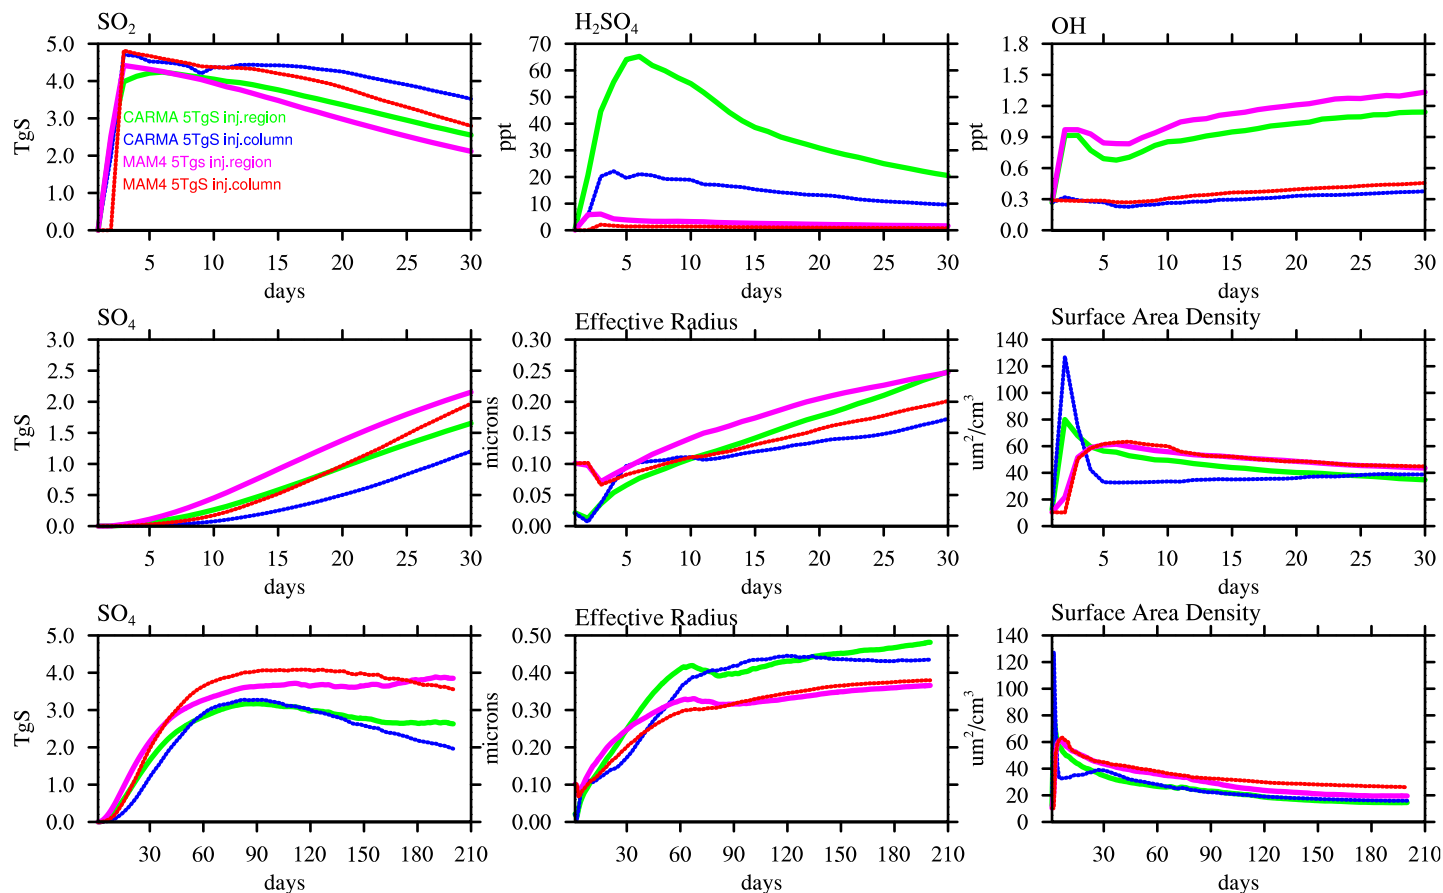 SO₂
H₂SO₄
OH
5.0
4.0
3.0
2.0
1.0
0.0
TgS
CARMA 5TgS inj.region
CARMA 5TgS inj.column
MAM4 5Tgs inj.region
MAM4 5TgS inj.column
5 10 15 20 25 30
days
70
60
50
40
30
20
10
0
ppt
5 10 15 20 25 30
days
1.8
1.5
1.2
0.9
0.6
0.3
0.0
ppt
5 10 15 20 25 30
days
SO₄
Effective Radius
Surface Area Density
3.0
2.5
2.0
1.5
1.0
0.5
0.0
TgS
5 10 15 20 25 30
days
0.30
0.25
0.20
0.15
0.10
0.05
0.00
microns
5 10 15 20 25 30
days
140
120
100
80
60
40
20
0
um²/cm³
5 10 15 20 25 30
days
SO₄
Effective Radius
Surface Area Density
5.0
4.0
3.0
2.0
1.0
0.0
TgS
30 60 90 120 150 180 210
days
0.50
0.40
0.30
0.20
0.10
0.00
microns
30 60 90 120 150 180 210
days
140
120
100
80
60
40
20
0
um²/cm³
30 60 90 120 150 180 210
days